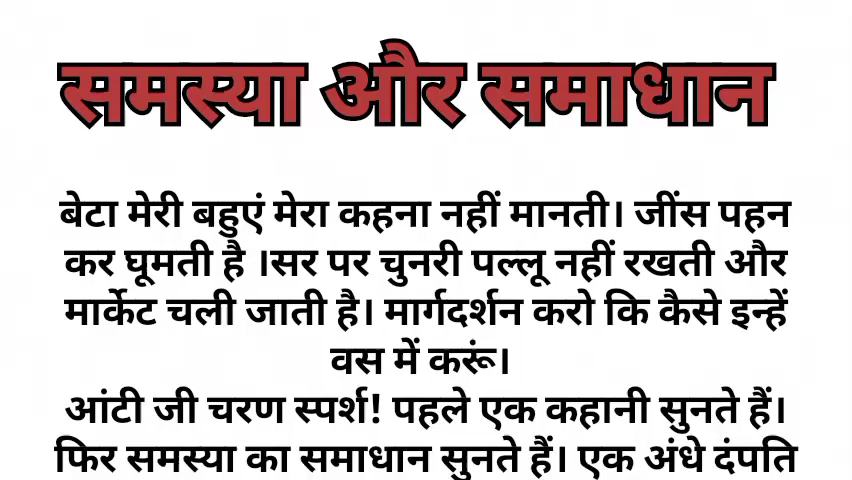 समस्या और समाधान
बेटा मेरी बहुएं मेरा कहना नहीं मानती। जींस पहन
कर घूमती है ।सर पर चुनरी पल्लू नहीं रखती और
मार्केट चली जाती है। मार्गदर्शन करो कि कैसे इन्हें
वस में करूं।
आंटी जी चरण स्पर्श! पहले एक कहानी सुनते हैं।
फिर समस्या का समाधान सुनते हैं। एक अंधे दंपति